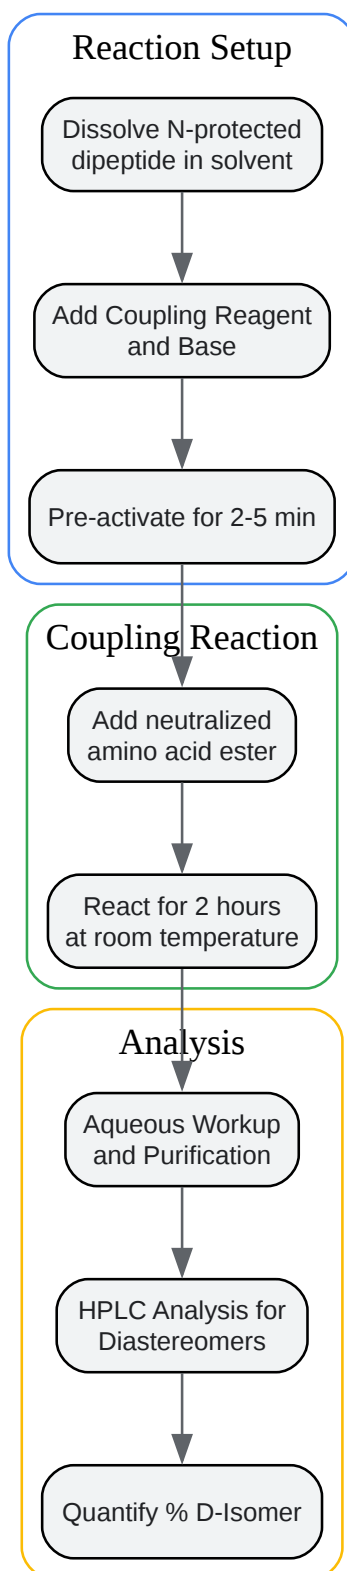 Reaction Setup
Dissolve N-protected
dipeptide in solvent
Add Coupling Reagent
and Base
Pre-activate for 2-5 min
Coupling Reaction
Add neutralized
amino acid ester
React for 2 hours
at room temperature
Analysis
Aqueous Workup
and Purification
HPLC Analysis for
Diastereomers
Quantify % D-Isomer